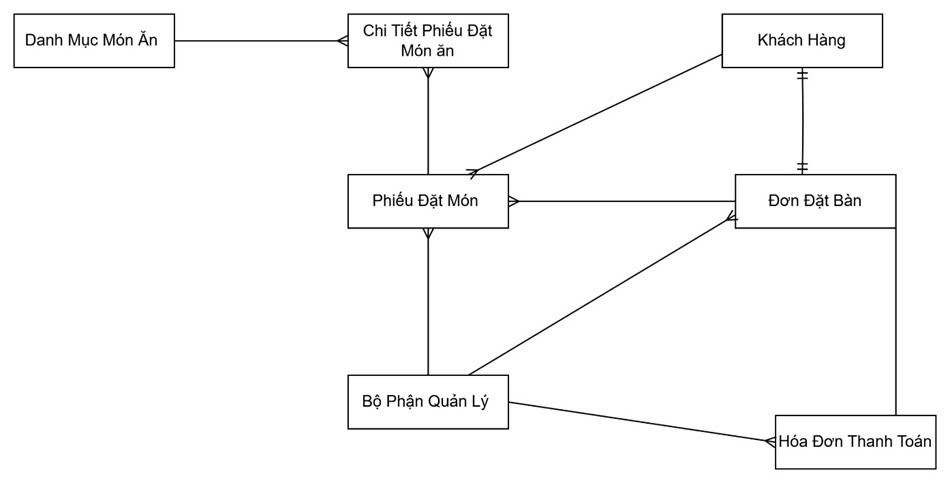 Danh Mục Món Ăn
Chi Tiết Phiếu Đặt
Món ăn
Khách Hàng
Phiếu Đặt Món
Đơn Đặt Bàn
Bộ Phận Quản Lý
Hóa Đơn Thanh Toán